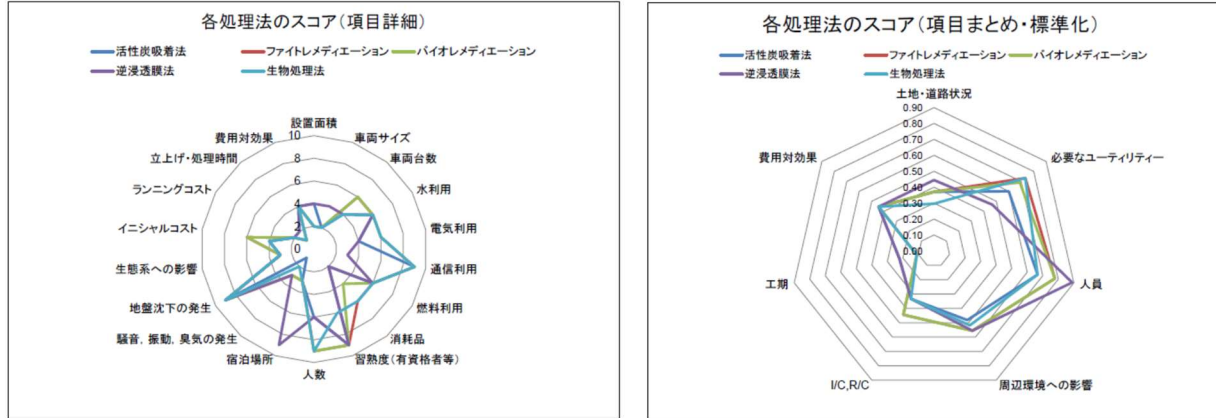 各処理法のスコア(項目詳細)
活性炭吸着法 ファイトレメディエーション バイオレメディエーション
逆浸透膜法 生物処理法
設置面積
費用対効果 車両サイズ
立上げ・処理時間 車両台数
ランニングコスト 水利用
イニシャルコスト 電気利用
生態系への影響 通信利用
地盤沈下の発生 燃料利用
騒音,振動,臭気の発生 消耗品
宿泊場所 習熟度(有資格者等)
人数
10
8
6
4
2
0
各処理法のスコア(項目まとめ・標準化)
活性炭吸着法 ファイトレメディエーション バイオレメディエーション
逆浸透膜法 生物処理法
土地・道路状況
費用対効果 必要なユーティリティー
工期 人員
I/C,R/C 周辺環境への影響
0.90
0.80
0.70
0.60
0.50
0.40
0.30
0.20
0.10
0.00